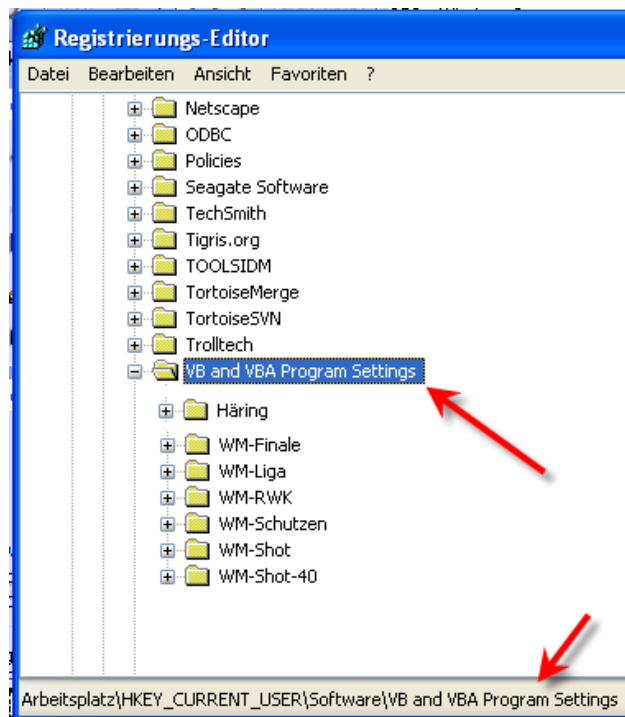 Registrierungs-Editor
Datei Bearbeiten Ansicht Favoriten ?
Netscape
ODBC
Policies
Seagate Software
TechSmith
Tigris.org
TOOLSIDM
TortoiseMerge
TortoiseSVN
Trolltech
VB and VBA Program Settings
Häring
WM-Finale
WM-Liga
WM-RWK
WM-Schutzen
WM-Shot
WM-Shot-40
Arbeitsplatz\HKEY_CURRENT_USER\Software\VB and VBA Program Settings